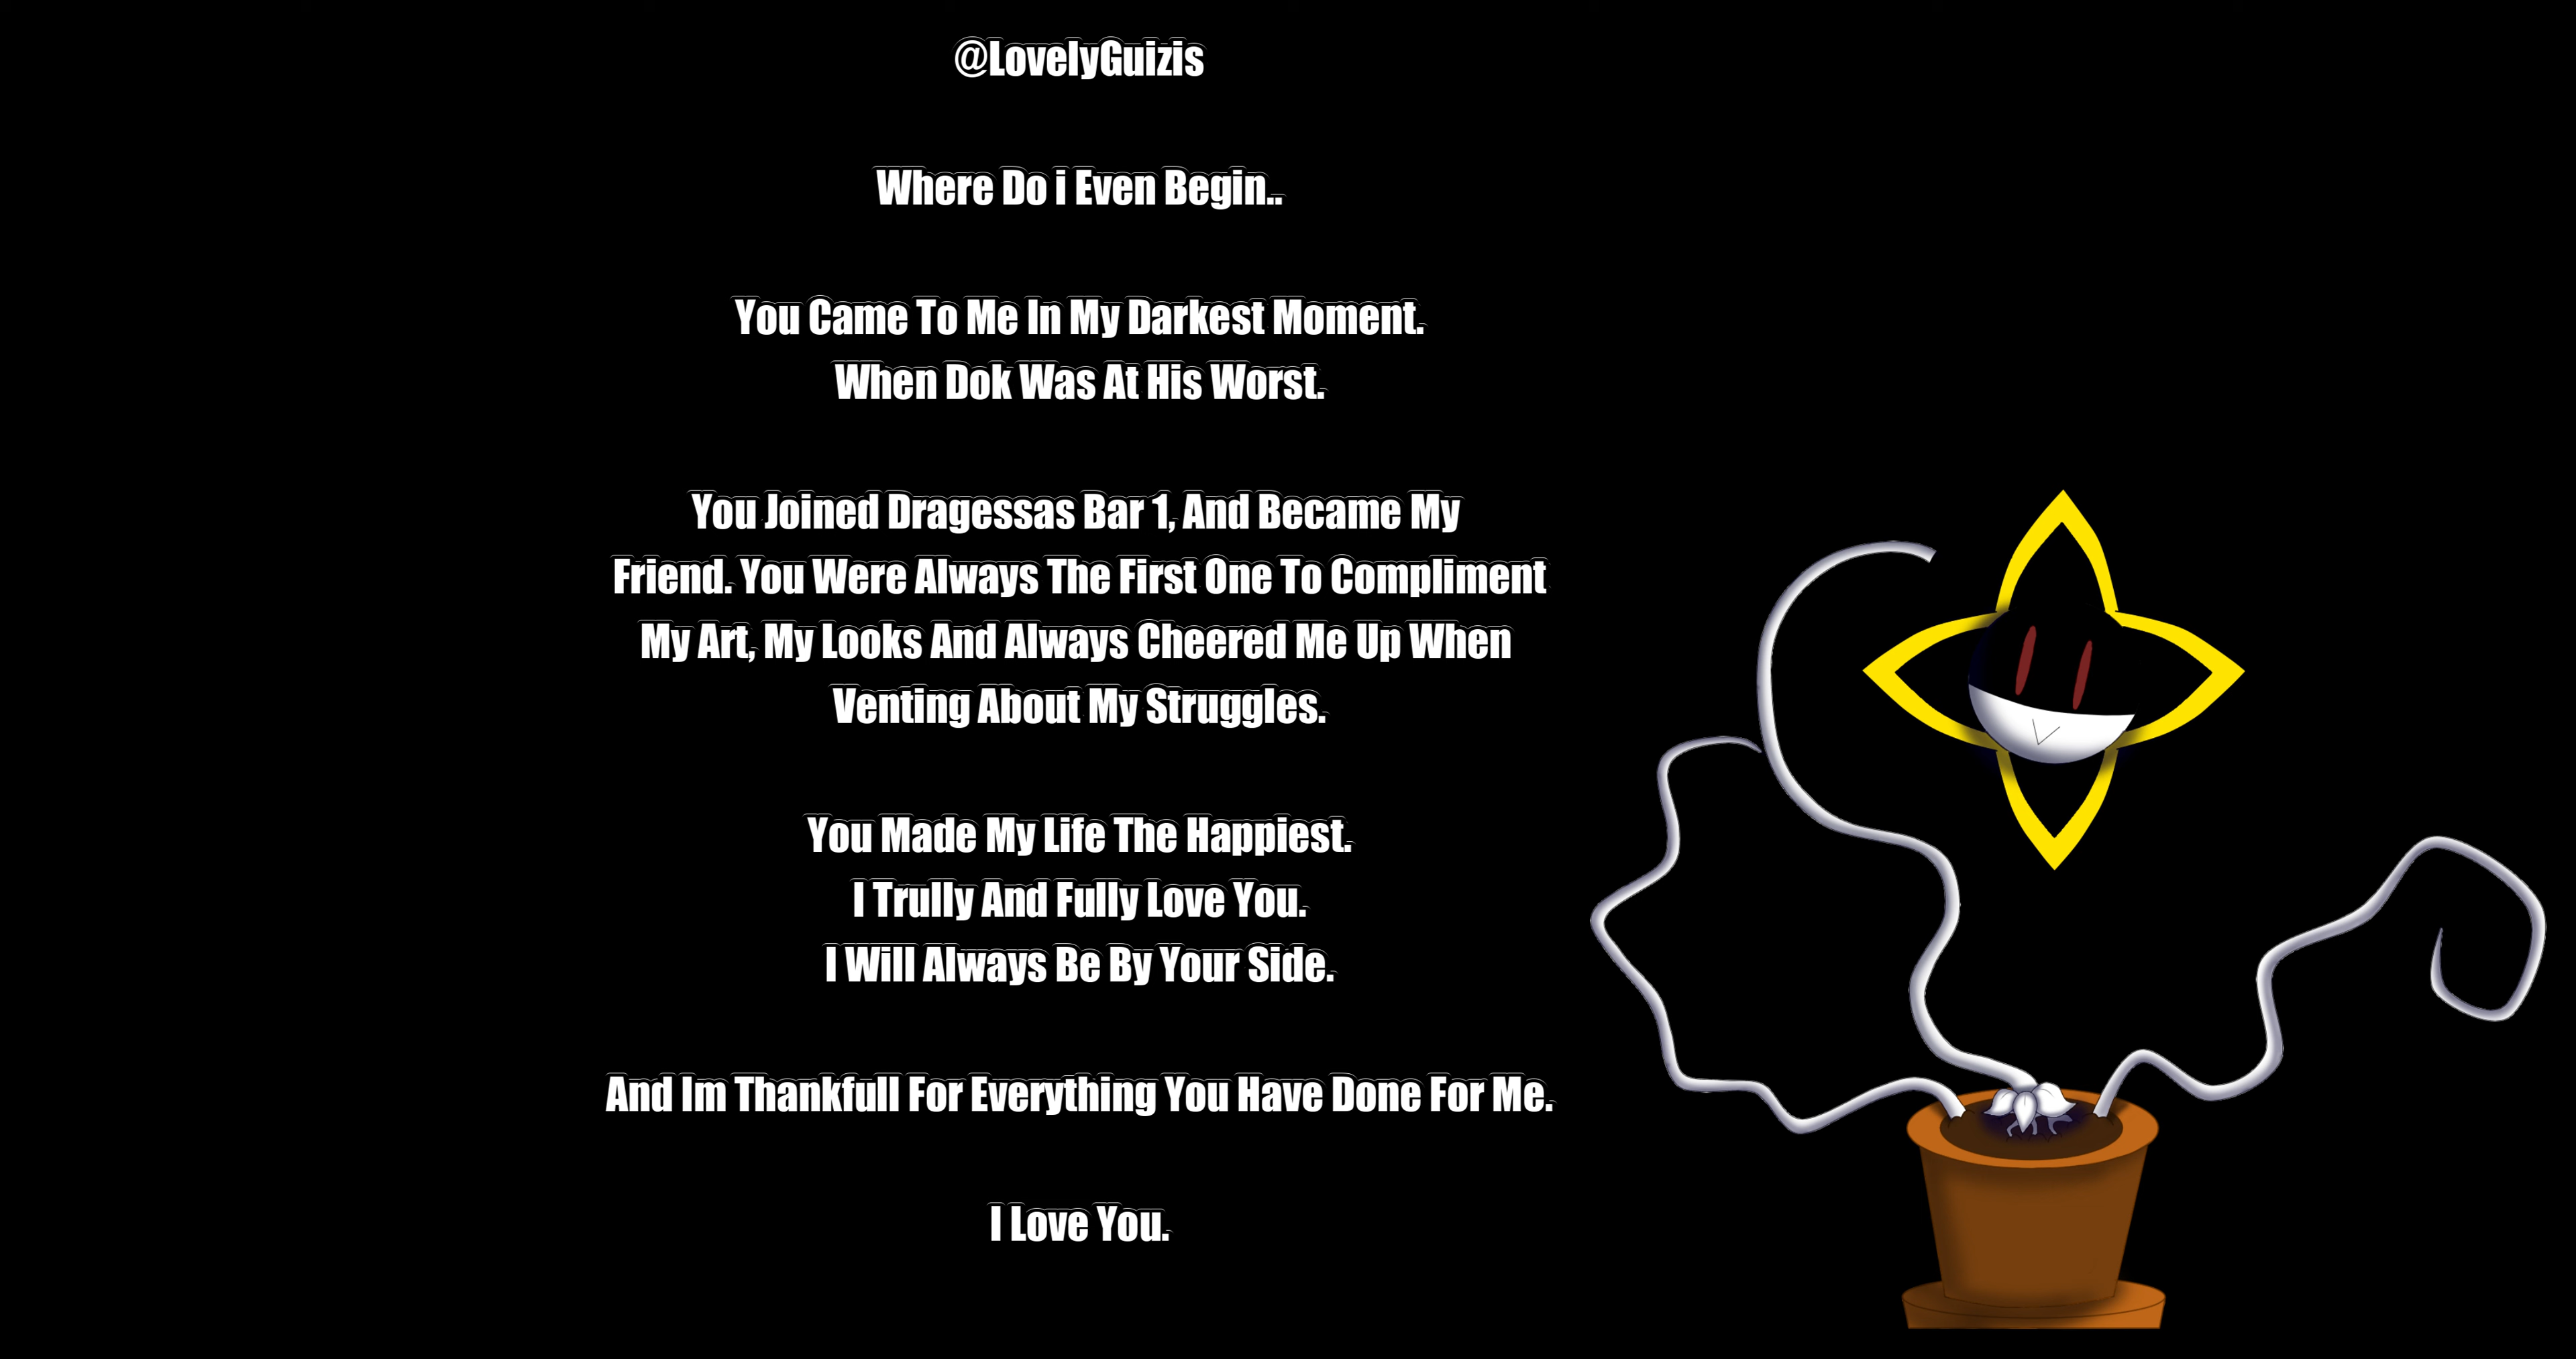 @LovelyGuizis
Where Do i Even Begin..
You Came To Me In My Darkest Moment.
When Dok Was At His Worst.
You Joined Dragessas Bar 1, And Became My
Friend. You Were Always The First One To Compliment
My Art, My Looks And Always Cheered Me Up When
Venting About My Struggles.
You Made My Life The Happiest.
I Trully And Fully Love You.
I Will Always Be By Your Side.
And Im Thankfull For Everything You Have Done For Me.
I Love You.